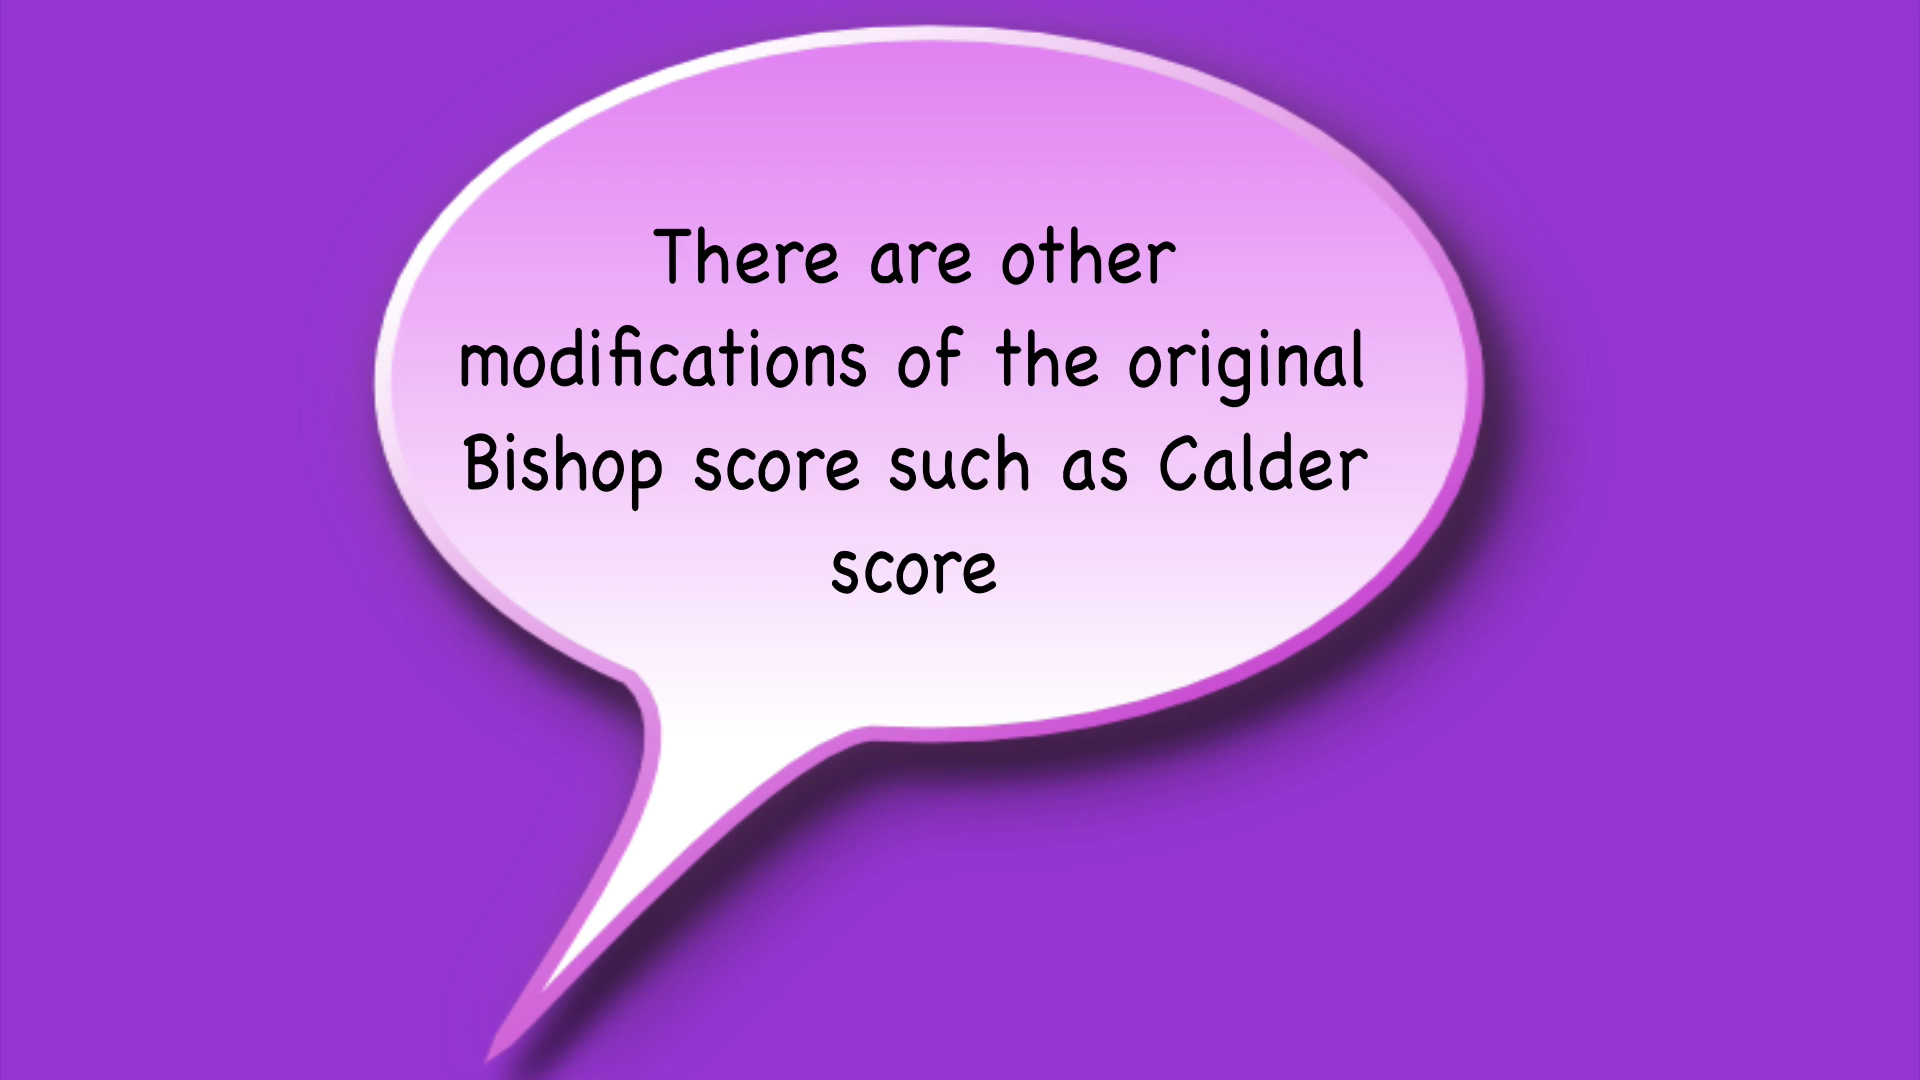 There are other
modifications of the original
Bishop score such as Calder
score